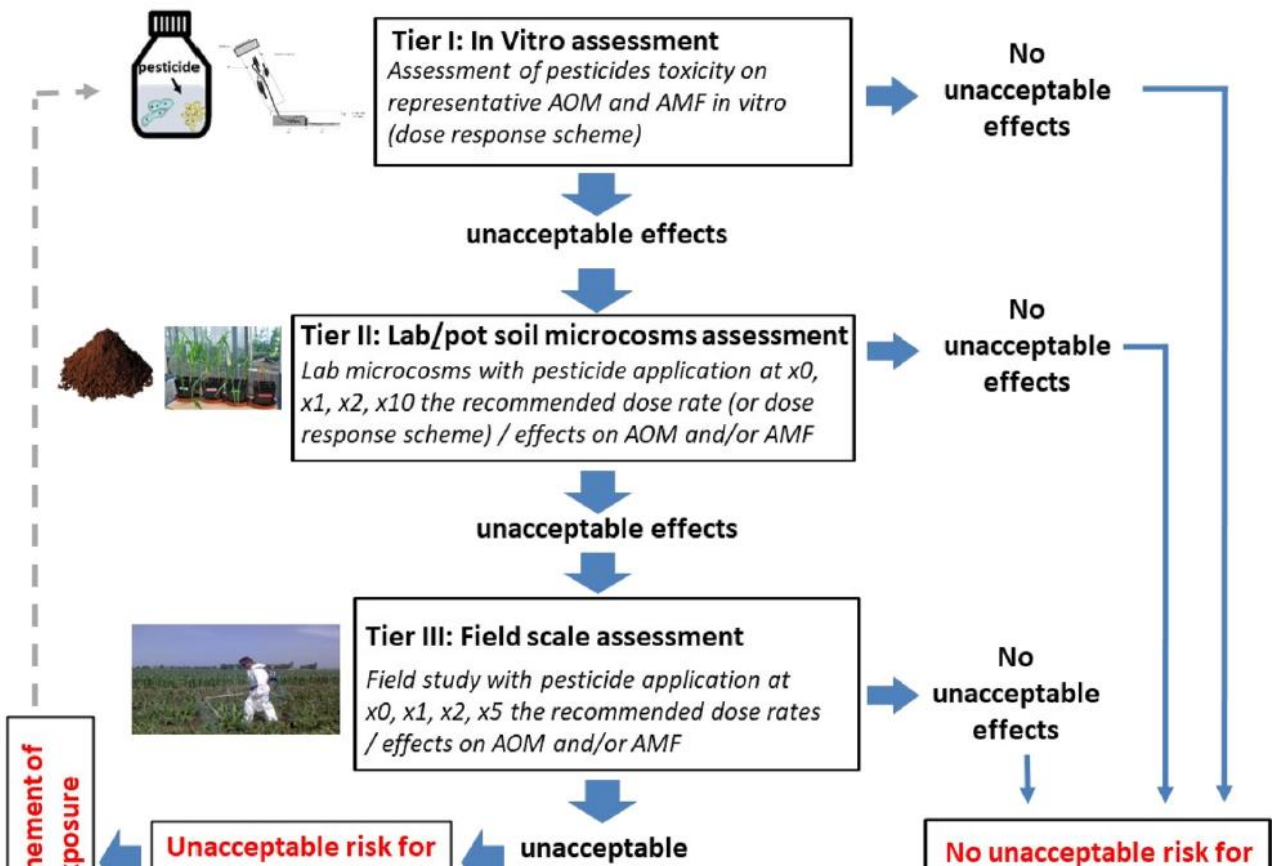 pesticide
Tier I: In Vitro assessment
Assessment of pesticides toxicity on
representative AOM and AMF in vitro
(dose response scheme)
No
unacceptable
effects
unacceptable effects
Tier II: Lab/pot soil microcosms assessment
Lab microcosms with pesticide application at x0,
x1, x2, x10 the recommended dose rate (or dose
response scheme) / effects on AOM and/or AMF
No
unacceptable
effects
unacceptable effects
Tier III: Field scale assessment
Field study with pesticide application at
x0, x1, x2, x5 the recommended dose rates
/ effects on AOM and/or AMF
No
unacceptable
effects
nement of
xposure
Unacceptable risk for
unacceptable
No unacceptable risk for